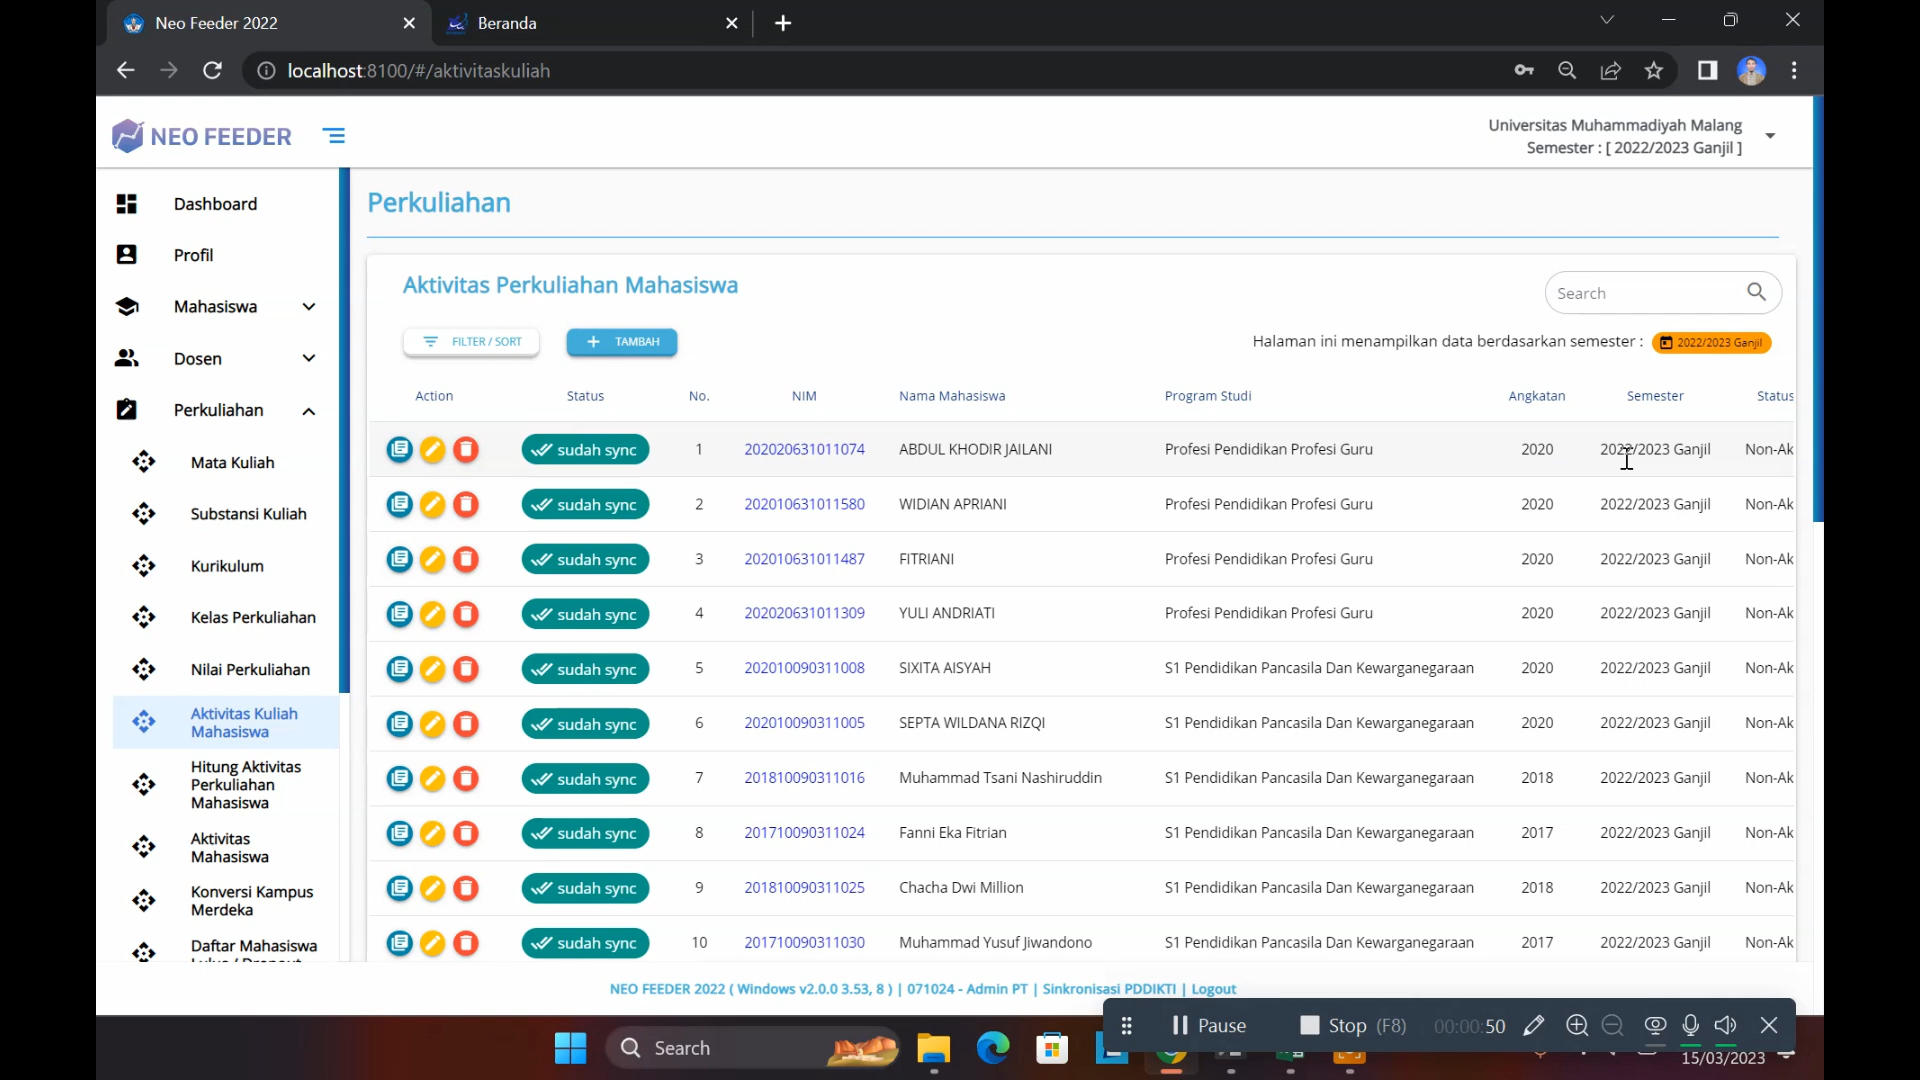 Neo Feeder 2022
Beranda
localhost:8100/#/aktivitaskuliah
NEO FEEDER
Universitas Muhammadiyah Malang
Semester : [ 2022/2023 Ganjil ]
Dashboard
Profil
Mahasiswa
Dosen
Perkuliahan
Mata Kuliah
Substansi Kuliah
Kurikulum
Kelas Perkuliahan
Nilai Perkuliahan
Aktivitas Kuliah
Mahasiswa
Hitung Aktivitas
Perkuliahan
Mahasiswa
Aktivitas
Mahasiswa
Konversi Kampus
Merdeka
Daftar Mahasiswa
Perkuliahan
Aktivitas Perkuliahan Mahasiswa
Search
FILTER / SORT
TAMBAH
Halaman ini menampilkan data berdasarkan semester : 2022/2023 Ganjil
Action Status No. NIM Nama Mahasiswa Program Studi Angkatan Semester Status
sudah sync 1 202020631011074 ABDUL KHODIR JAILANI Profesi Pendidikan Profesi Guru 2020 2022/2023 Ganjil Non-Ak
sudah sync 2 202010631011580 WIDIAN APRIANI Profesi Pendidikan Profesi Guru 2020 2022/2023 Ganjil Non-Ak
sudah sync 3 202010631011487 FITRIANI Profesi Pendidikan Profesi Guru 2020 2022/2023 Ganjil Non-Ak
sudah sync 4 202020631011309 YULI ANDRIATI Profesi Pendidikan Profesi Guru 2020 2022/2023 Ganjil Non-Ak
sudah sync 5 202010090311008 SIXITA AISYAH S1 Pendidikan Pancasila Dan Kewarganegaraan 2020 2022/2023 Ganjil Non-Ak
sudah sync 6 202010090311005 SEPTA WILDANA RIZQI S1 Pendidikan Pancasila Dan Kewarganegaraan 2020 2022/2023 Ganjil Non-Ak
sudah sync 7 201810090311016 Muhammad Tsani Nashiruddin S1 Pendidikan Pancasila Dan Kewarganegaraan 2018 2022/2023 Ganjil Non-Ak
sudah sync 8 201710090311024 Fanni Eka Fitrian S1 Pendidikan Pancasila Dan Kewarganegaraan 2017 2022/2023 Ganjil Non-Ak
sudah sync 9 201810090311025 Chacha Dwi Million S1 Pendidikan Pancasila Dan Kewarganegaraan 2018 2022/2023 Ganjil Non-Ak
sudah sync 10 201710090311030 Muhammad Yusuf Jiwandono S1 Pendidikan Pancasila Dan Kewarganegaraan 2017 2022/2023 Ganjil Non-Ak
NEO FEEDER 2022 ( Windows v2.0.0 3.53, 8 ) | 071024 - Admin PT | Sinkronisasi PDDIKTI | Logout
Pause Stop (F8) 00:00:50
Search
15/03/2023